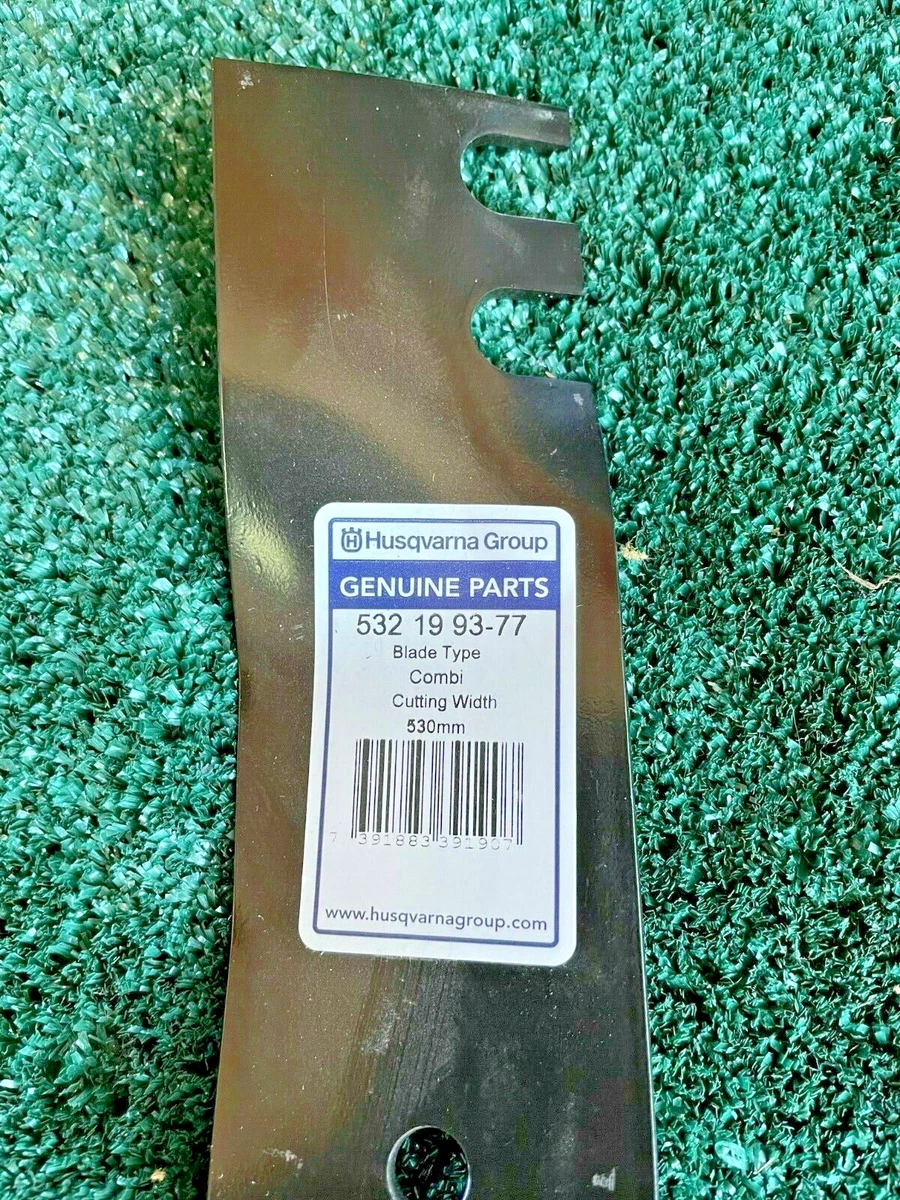 Husqvarna Group
GENUINE PARTS
532 19 93-77
Blade Type
Combi
Cutting Width
530mm
7 391883 391907
www.husqvarnagroup.com